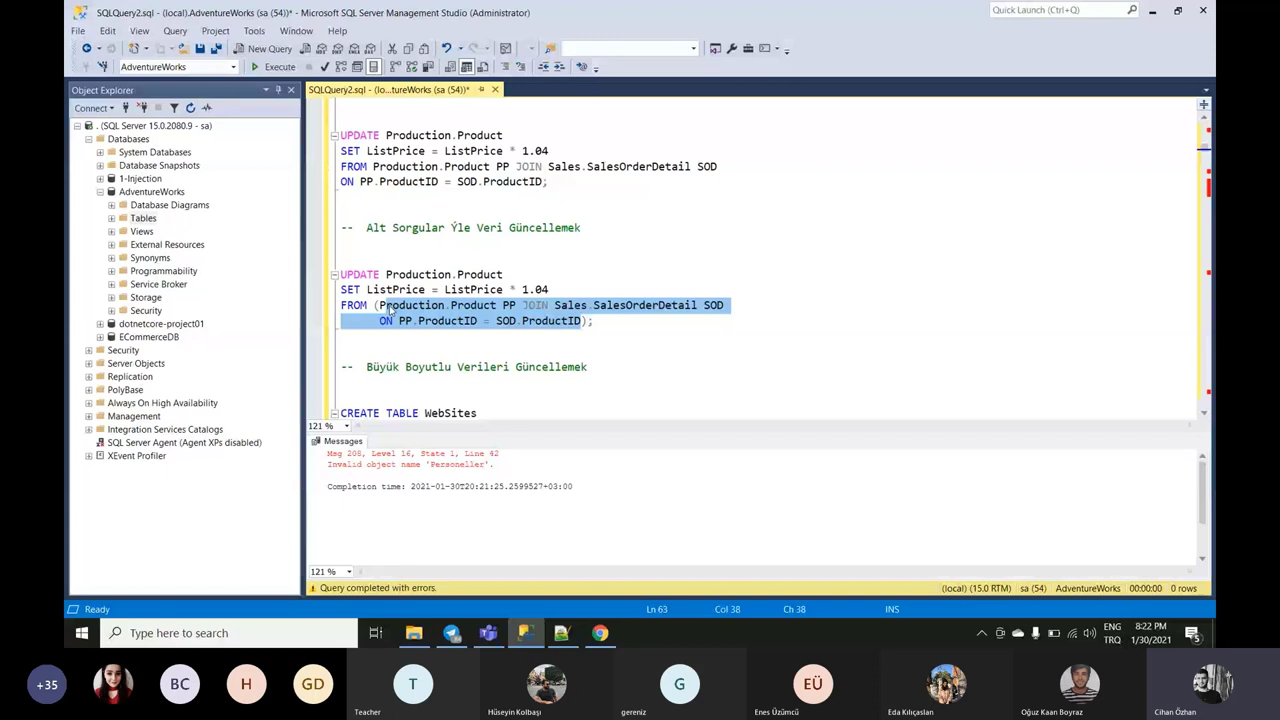 SQLQuery2.sql - (local).AdventureWorks (sa (54))* - Microsoft SQL Server Management Studio (Administrator)
Quick Launch (Ctrl+Q)
File Edit View Query Project Tools Window Help
New Query
AdventureWorks
Execute
Object Explorer
SQLQuery2.sql - (lo...tureWorks (sa (54))*
Connect
. (SQL Server 15.0.2080.9 - sa)
Databases
System Databases
Database Snapshots
1-Injection
AdventureWorks
Database Diagrams
Tables
Views
External Resources
Synonyms
Programmability
Service Broker
Storage
Security
dotnetcore-project01
ECommerceDB
Security
Server Objects
Replication
PolyBase
Always On High Availability
Management
Integration Services Catalogs
SQL Server Agent (Agent XPs disabled)
XEvent Profiler
UPDATE Production.Product
SET ListPrice = ListPrice * 1.04
FROM Production.Product PP JOIN Sales.SalesOrderDetail SOD
ON PP.ProductID = SOD.ProductID;
-- Alt Sorgular Ýle Veri Güncellemek
UPDATE Production.Product
SET ListPrice = ListPrice * 1.04
FROM (Production.Product PP JOIN Sales.SalesOrderDetail SOD
ON PP.ProductID = SOD.ProductID);
-- Büyük Boyutlu Verileri Güncellemek
CREATE TABLE WebSites
121 %
Messages
Msg 208, Level 16, State 1, Line 42
Invalid object name 'Personeller'.
Completion time: 2021-01-30T20:21:25.2599527+03:00
121 %
Query completed with errors.
(local) (15.0 RTM) sa (54) AdventureWorks 00:00:00 0 rows
Ready
Ln 63 Col 38 Ch 38 INS
Type here to search
ENG
TRQ
8:22 PM
1/30/2021
5
+35
BC
H
GD
T
Teacher
Hüseyin Kolbaşı
G
gereniz
EÜ
Enes Üzümcü
Eda Kılıçaslan
Oğuz Kaan Boyraz
Cihan Özhan